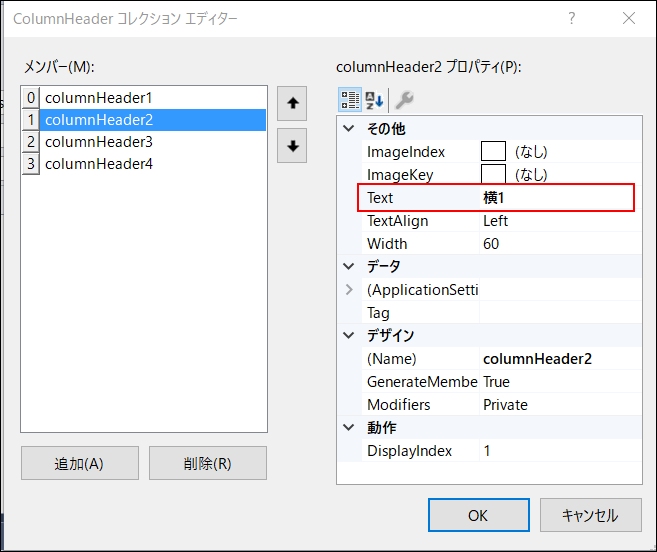 ColumnHeader コレクション エディター ? ×
メンバー(M):
0 columnHeader1
1 columnHeader2
2 columnHeader3
3 columnHeader4
追加(A) 削除(R)
columnHeader2 プロパティ(P):
その他
ImageIndex (なし)
ImageKey (なし)
Text 横1
TextAlign Left
Width 60
データ
(ApplicationSetti
Tag
デザイン
(Name) columnHeader2
GenerateMembe True
Modifiers Private
動作
DisplayIndex 1
OK キャンセル